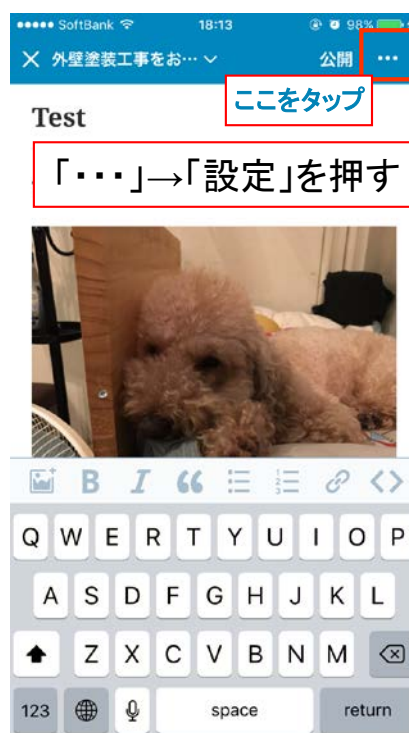 SoftBank 18:13 98%
外壁塗装工事をお… 公開 …
ここをタップ
Test
「・・・」→「設定」を押す
B I
Q W E R T Y U I O P
A S D F G H J K L
Z X C V B N M
123 space return